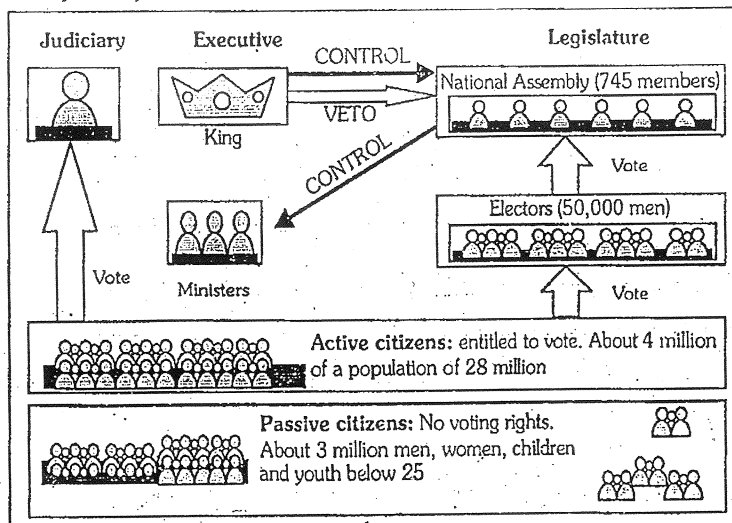 Judiciary
Executive
Legislature
CONTROL
National Assembly (745 members)
VETO
King
CONTROL
Vote
Electors (50,000 men)
Vote
Ministers
Vote
Active citizens: entitled to vote. About 4 million
of a population of 28 million
Passive citizens: No voting rights.
About 3 million men, women, children
and youth below 25